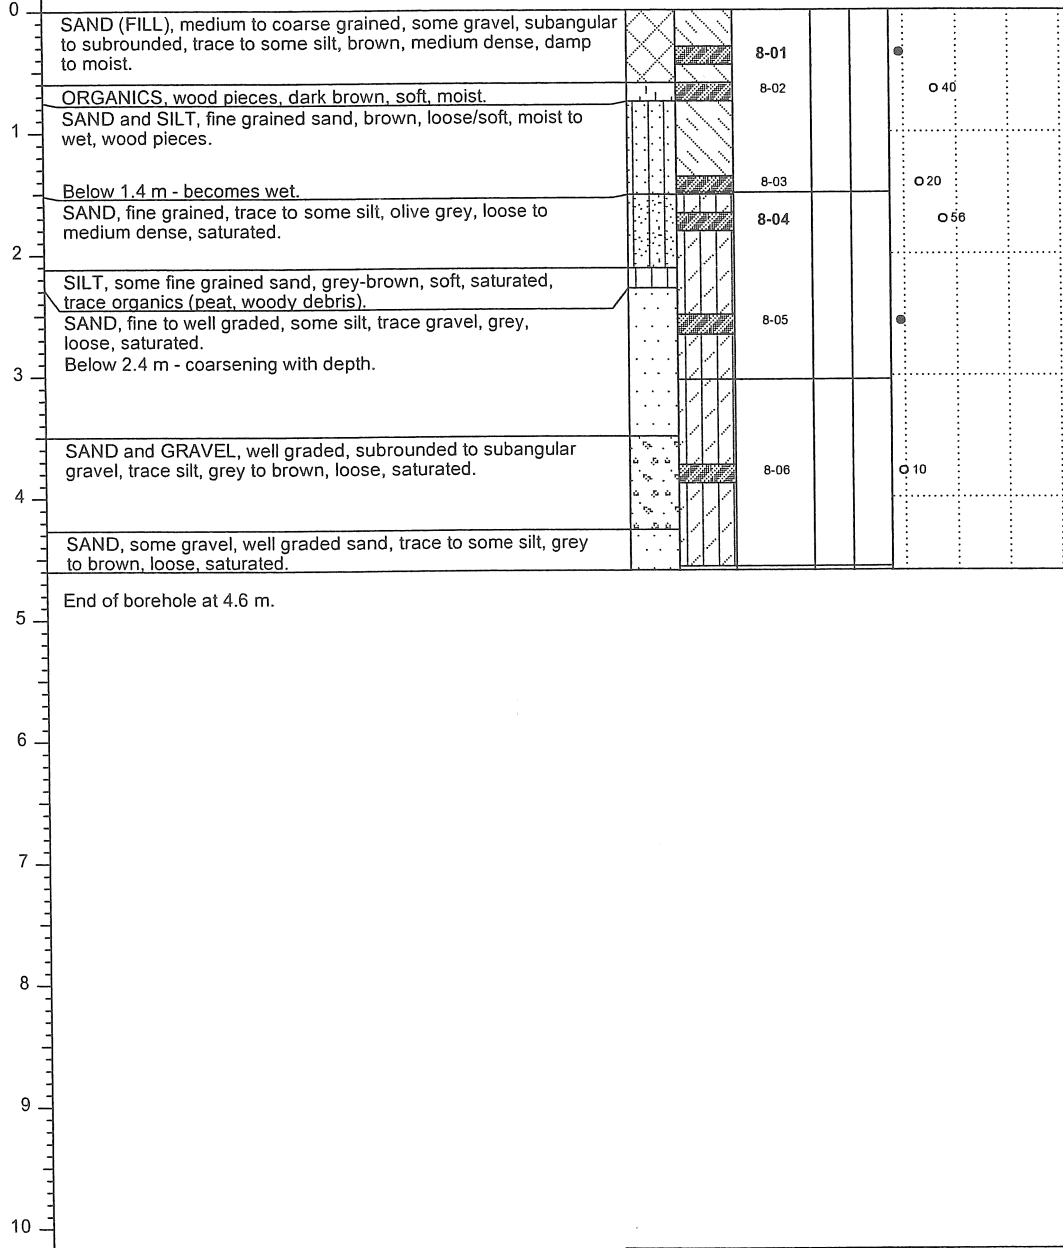 0
SAND (FILL), medium to coarse grained, some gravel, subangular
to subrounded, trace to some silt, brown, medium dense, damp
to moist.
8-01
8-02
40
ORGANICS, wood pieces, dark brown, soft, moist.
SAND and SILT, fine grained sand, brown, loose/soft, moist to
wet, wood pieces.
1
Below 1.4 m - becomes wet.
8-03
20
SAND, fine grained, trace to some silt, olive grey, loose to
medium dense, saturated.
8-04
56
2
SILT, some fine grained sand, grey-brown, soft, saturated,
trace organics (peat, woody debris).
SAND, fine to well graded, some silt, trace gravel, grey,
loose, saturated.
8-05
Below 2.4 m - coarsening with depth.
3
SAND and GRAVEL, well graded, subrounded to subangular
gravel, trace silt, grey to brown, loose, saturated.
8-06
10
4
SAND, some gravel, well graded sand, trace to some silt, grey
to brown, loose, saturated.
End of borehole at 4.6 m.
5
6
7
8
9
10